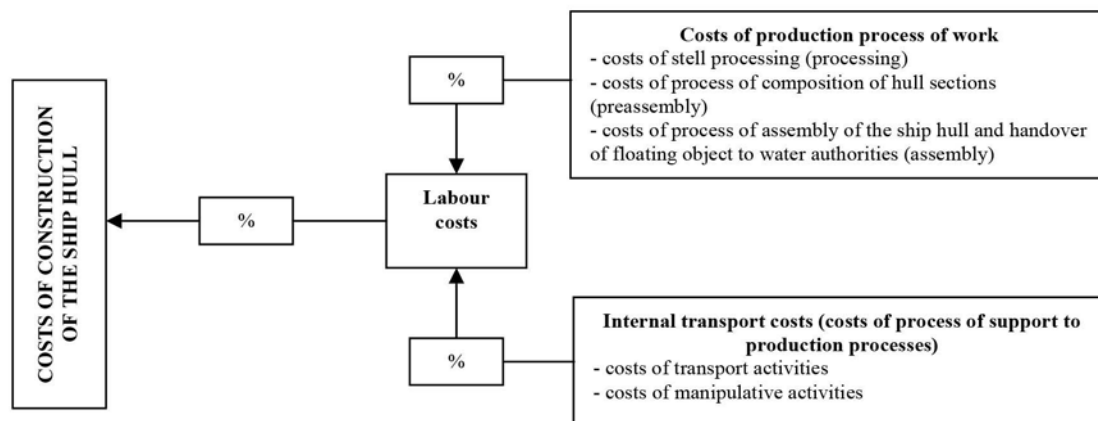 Costs of production process of work
- costs of stell processing (processing)
- costs of process of composition of hull sections
(preassembly)
- costs of process of assembly of the ship hull and handover
of floating object to water authorities (assembly)
%
COSTS OF CONSTRUCTION
OF THE SHIP HULL
%
Labour
costs
%
Internal transport costs (costs of process of support to
production processes)
- costs of transport activities
- costs of manipulative activities